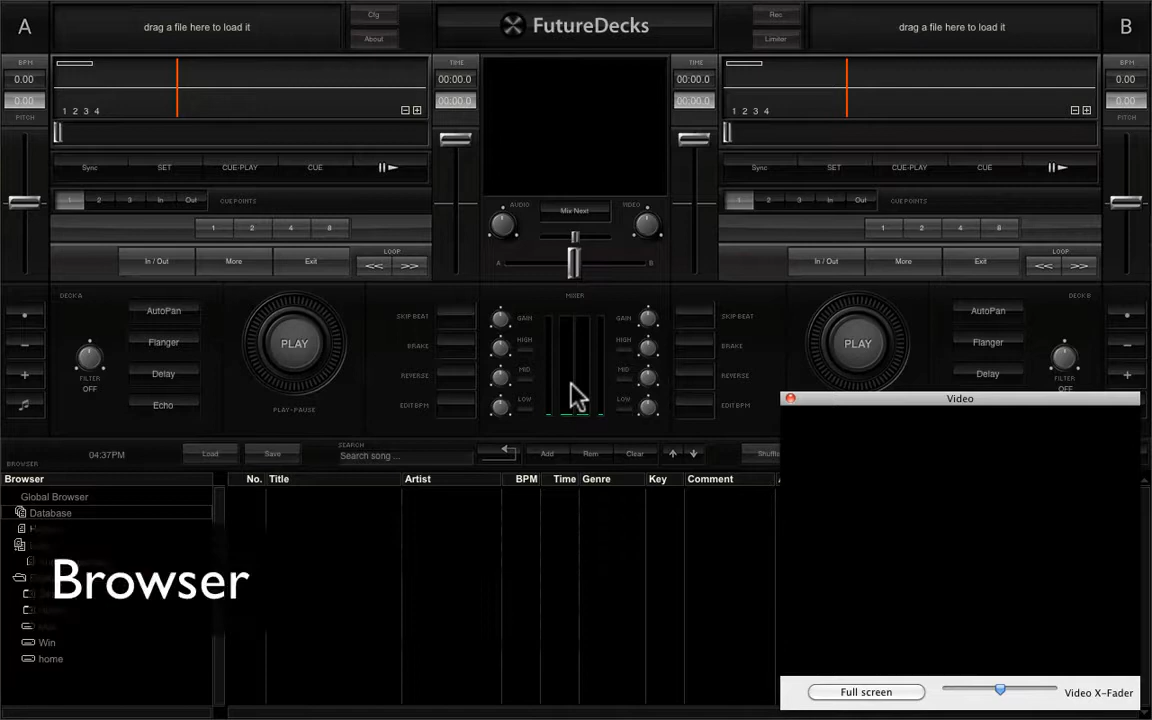 A
drag a file here to load it
Cfg
About
FutureDecks
Rec
Limiter
drag a file here to load it
B
BPM
0.00
0.00
PITCH
1 2 3 4
TIME
00:00.0
00:00.0
TIME
00:00.0
00:00.0
1 2 3 4
BPM
0.00
0.00
PITCH
Sync
SET
CUE-PLAY
CUE
Sync
SET
CUE-PLAY
CUE
1
2
3
In
Out
CUE POINTS
AUDIO
Mix Next
VIDEO
1
2
3
In
Out
CUE POINTS
1
2
4
8
1
2
4
8
In / Out
More
Exit
LOOP
<<
>>
A
B
In / Out
More
Exit
LOOP
<<
>>
DECK A
MIXER
DECK B
AutoPan
Flanger
Delay
Echo
FILTER
OFF
PLAY
PLAY-PAUSE
SKIP BEAT
BRAKE
REVERSE
EDIT BPM
GAIN
HIGH
MID
LOW
GAIN
HIGH
MID
LOW
SKIP BEAT
BRAKE
REVERSE
EDIT BPM
PLAY
AutoPan
Flanger
Delay
FILTER
OFF
Video
BROWSER
04:37PM
Load
Save
SEARCH
Search song ...
Add
Rem
Clear
Browser
No.
Title
Artist
BPM
Time
Genre
Key
Comment
Global Browser
Database
Browser
Win
home
Full screen
Video X-Fader